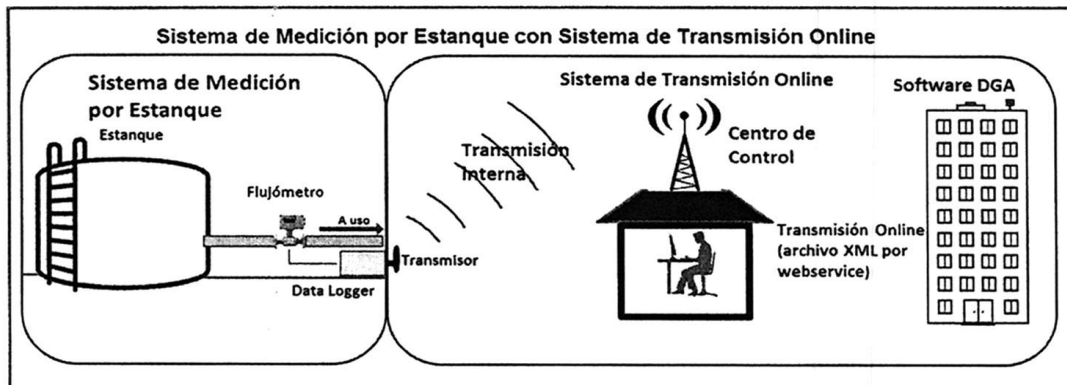 Sistema de Medición por Estanque con Sistema de Transmisión Online
Sistema de Medición
por Estanque
Estanque
Flujómetro
A uso
Transmisor
Data Logger
Transmisión
Interna
Sistema de Transmisión Online
Centro de
Control
Transmisión Online
(archivo XML por
webservice)
Software DGA